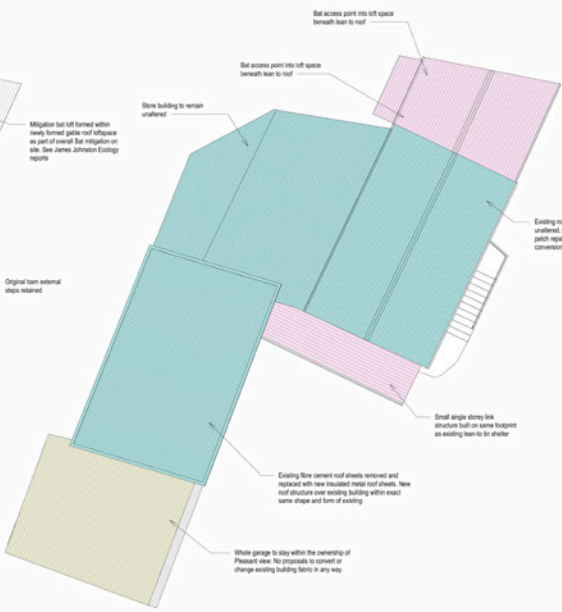 Bat access point into loft space
beneath lean to roof
Bat access point into loft space
beneath lean to roof
Store building to remain
unaltered
Mitigation bat loft formed within
newly formed gable roof loftspace
as part of overall Bat mitigation on
site. See James Johnston Ecology
reports
Existing ro
unaltered,
patch repa
conversion
Original barn external
steps retained
Small single storey link
structure built on same footprint
as existing lean-to tin shelter
Existing fibre cement roof sheets removed and
replaced with new insulated metal roof sheets. New
roof structure over existing building within exact
same shape and form of existing
Whole garage to stay within the ownership of
Pleasant view. No proposals to convert or
change existing building fabric in any way.